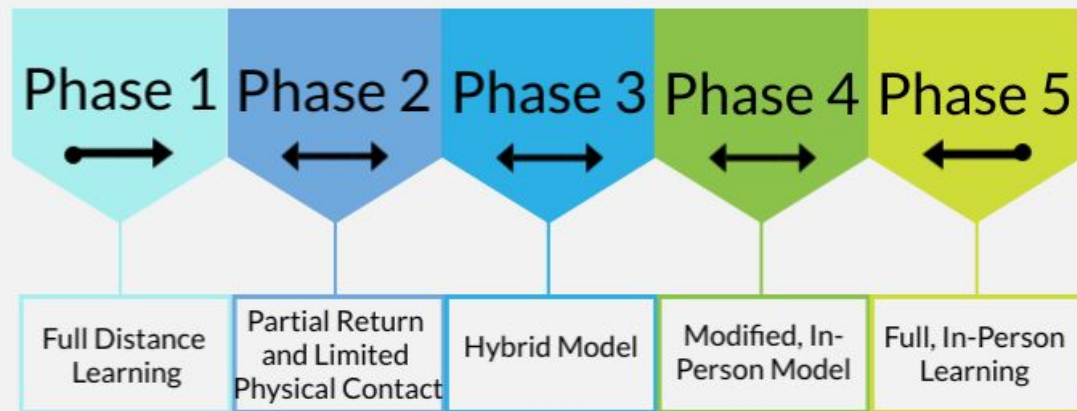 Phase 1
Phase 2
Phase 3
Phase 4
Phase 5
Full Distance
Learning
Partial Return
and Limited
Physical Contact
Hybrid Model
Modified, In-
Person Model
Full, In-Person
Learning